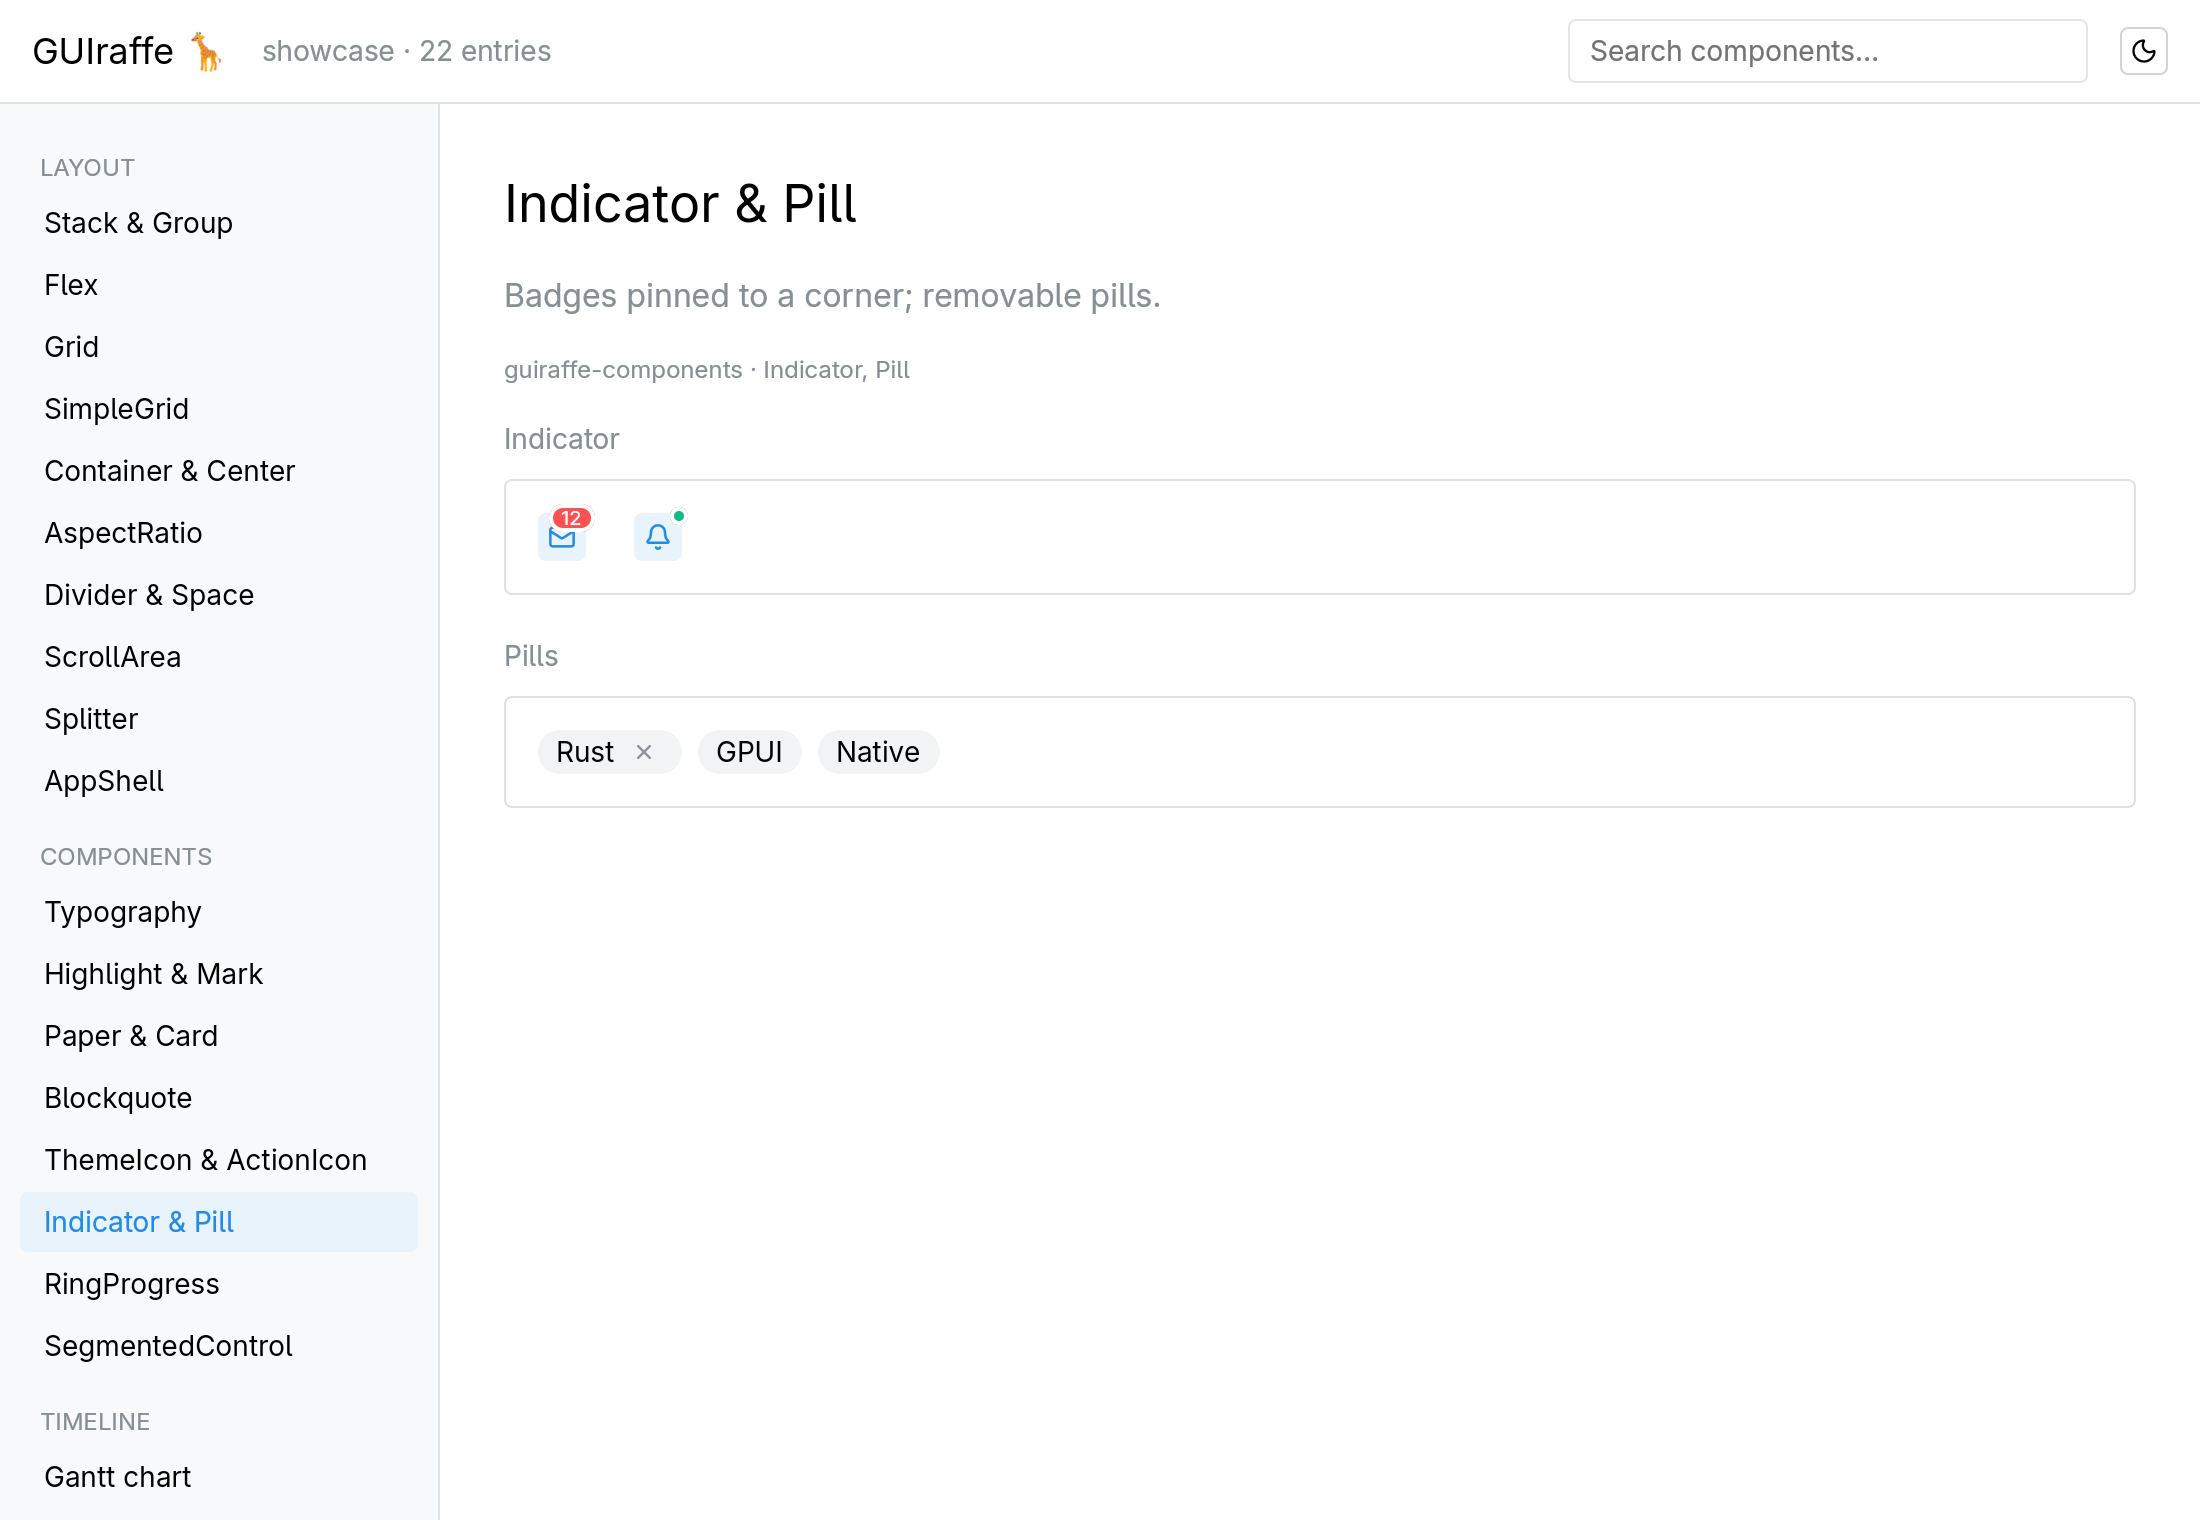 GUIraffe 🦒 showcase · 22 entries
Search components...
LAYOUT
Stack & Group
Flex
Grid
SimpleGrid
Container & Center
AspectRatio
Divider & Space
ScrollArea
Splitter
AppShell
COMPONENTS
Typography
Highlight & Mark
Paper & Card
Blockquote
ThemeIcon & ActionIcon
Indicator & Pill
RingProgress
SegmentedControl
TIMELINE
Gantt chart
Indicator & Pill
Badges pinned to a corner; removable pills.
guiraffe-components · Indicator, Pill
Indicator
12
Pills
Rust × GPUI Native